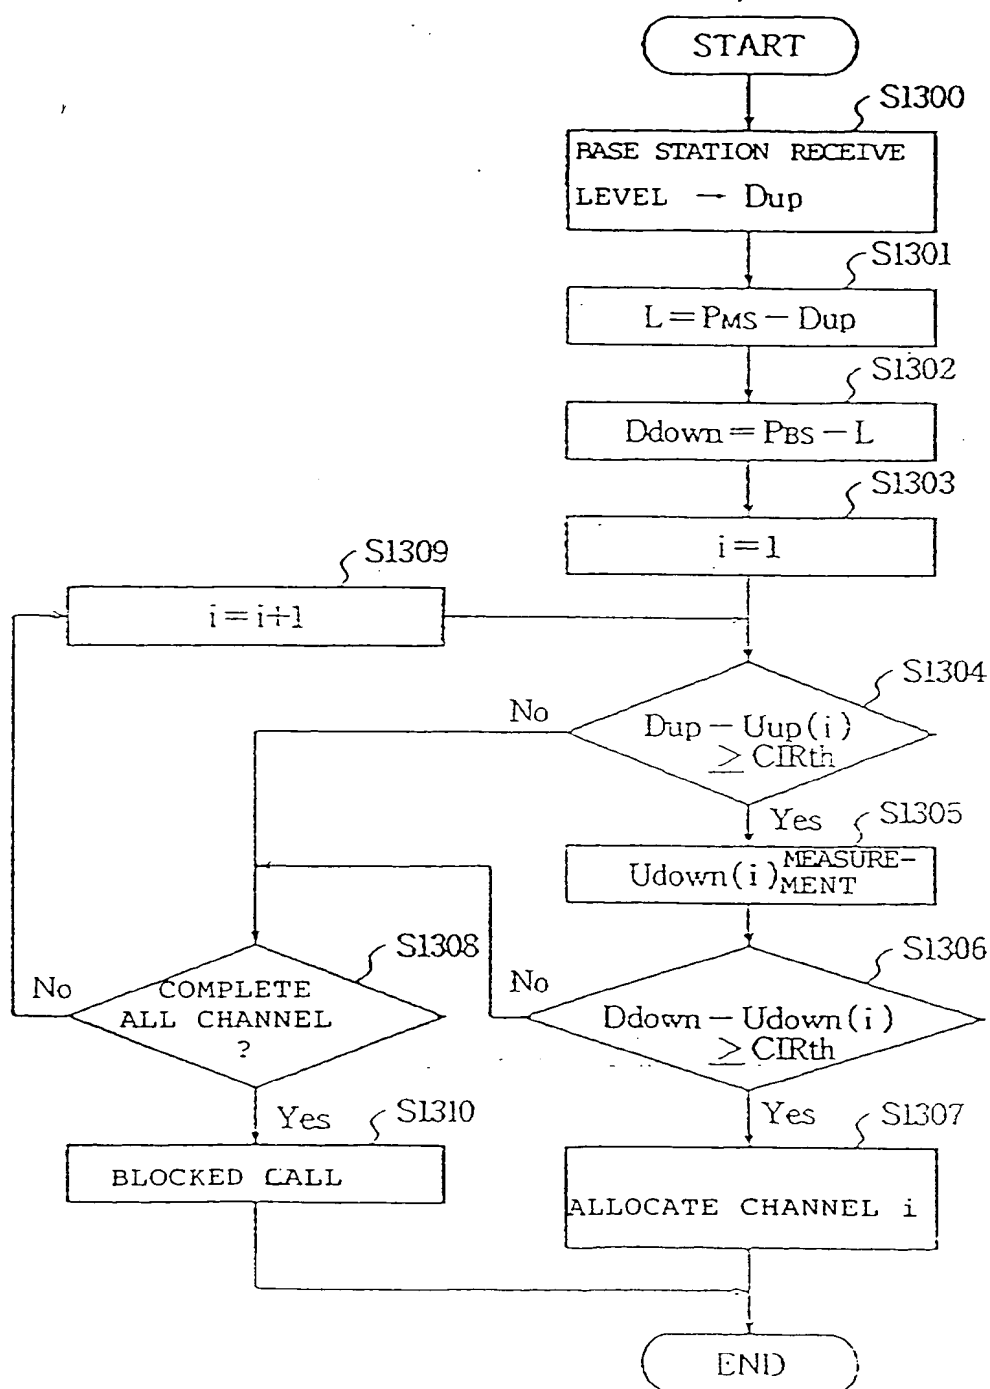 START
S1300
BASE STATION RECEIVE
LEVEL → Dup
S1301
L = PMS − Dup
S1302
Ddown = PBS − L
S1303
i = 1
S1309
i = i+1
S1304
No
Dup − Uup(i)
≥ CIRth
Yes
S1305
Udown(i) MEASURE-
MENT
S1308
No
COMPLETE
ALL CHANNEL
?
S1306
No
Ddown − Udown(i)
≥ CIRth
Yes
S1310
Yes
S1307
BLOCKED CALL
ALLOCATE CHANNEL i
END